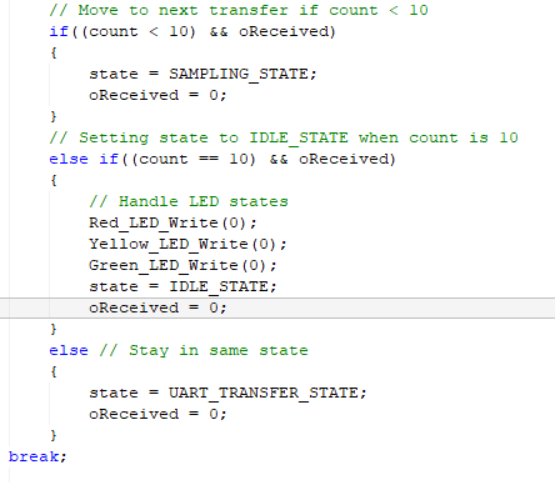 // Move to next transfer if count < 10
if((count < 10) && oReceived)
{
state = SAMPLING_STATE;
oReceived = 0;
}
// Setting state to IDLE_STATE when count is 10
else if((count == 10) && oReceived)
{
// Handle LED states
Red_LED_Write(0);
Yellow_LED_Write(0);
Green_LED_Write(0);
state = IDLE_STATE;
oReceived = 0;
}
else // Stay in same state
{
state = UART_TRANSFER_STATE;
oReceived = 0;
}
break;